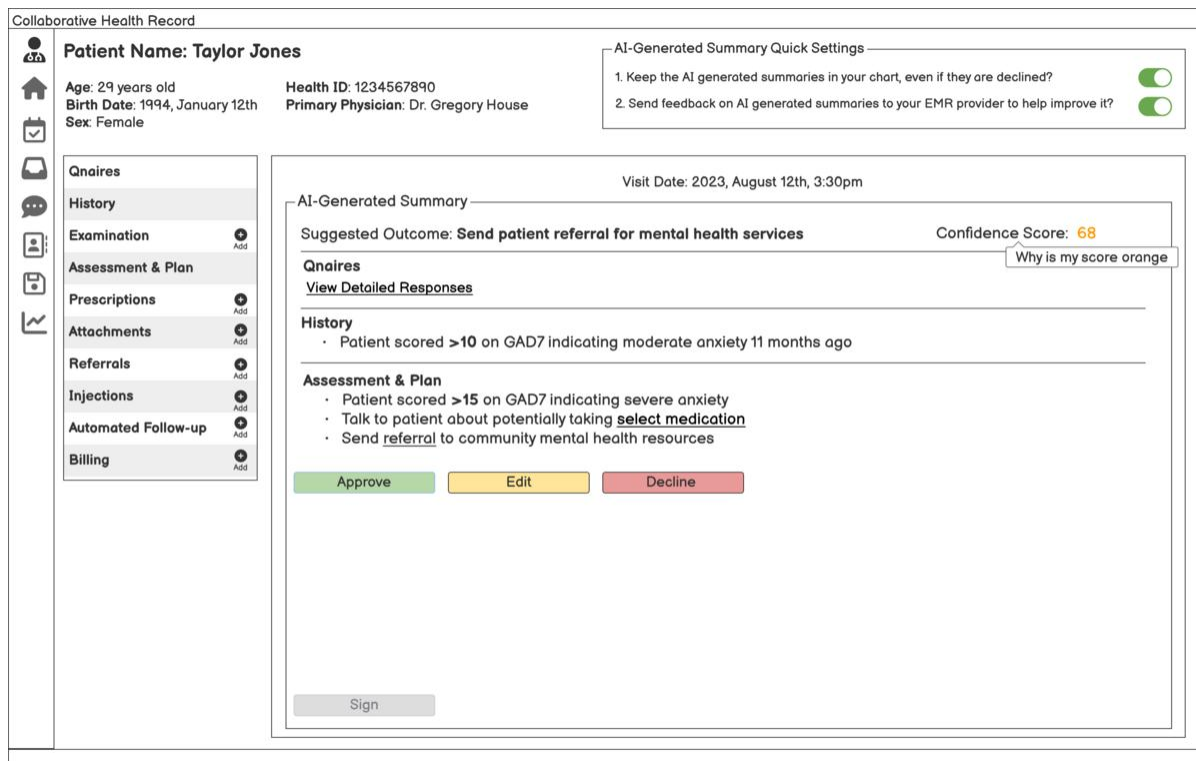 Collaborative Health Record
Patient Name: Taylor Jones
Age: 29 years old
Birth Date: 1994, January 12th
Sex: Female
Health ID: 1234567890
Primary Physician: Dr. Gregory House
AI-Generated Summary Quick Settings
1. Keep the AI generated summaries in your chart, even if they are declined?
2. Send feedback on AI generated summaries to your EMR provider to help improve it?
Qnaires
History
Examination
Add
Assessment & Plan
Prescriptions
Add
Attachments
Add
Referrals
Add
Injections
Add
Automated Follow-up
Add
Billing
Add
Visit Date: 2023, August 12th, 3:30pm
AI-Generated Summary
Suggested Outcome: Send patient referral for mental health services
Confidence Score: 68
Why is my score orange
Qnaires
View Detailed Responses
History
· Patient scored >10 on GAD7 indicating moderate anxiety 11 months ago
Assessment & Plan
· Patient scored >15 on GAD7 indicating severe anxiety
· Talk to patient about potentially taking select medication
· Send referral to community mental health resources
Approve
Edit
Decline
Sign